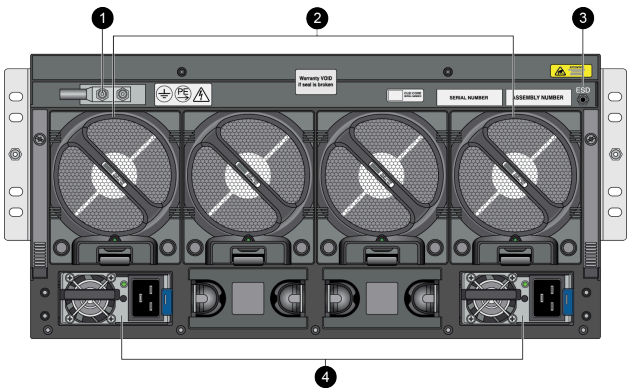 1
2
3
Warranty VOID
if seal is broken
PE
ESD
SERIAL NUMBER
ASSEMBLY NUMBER
4